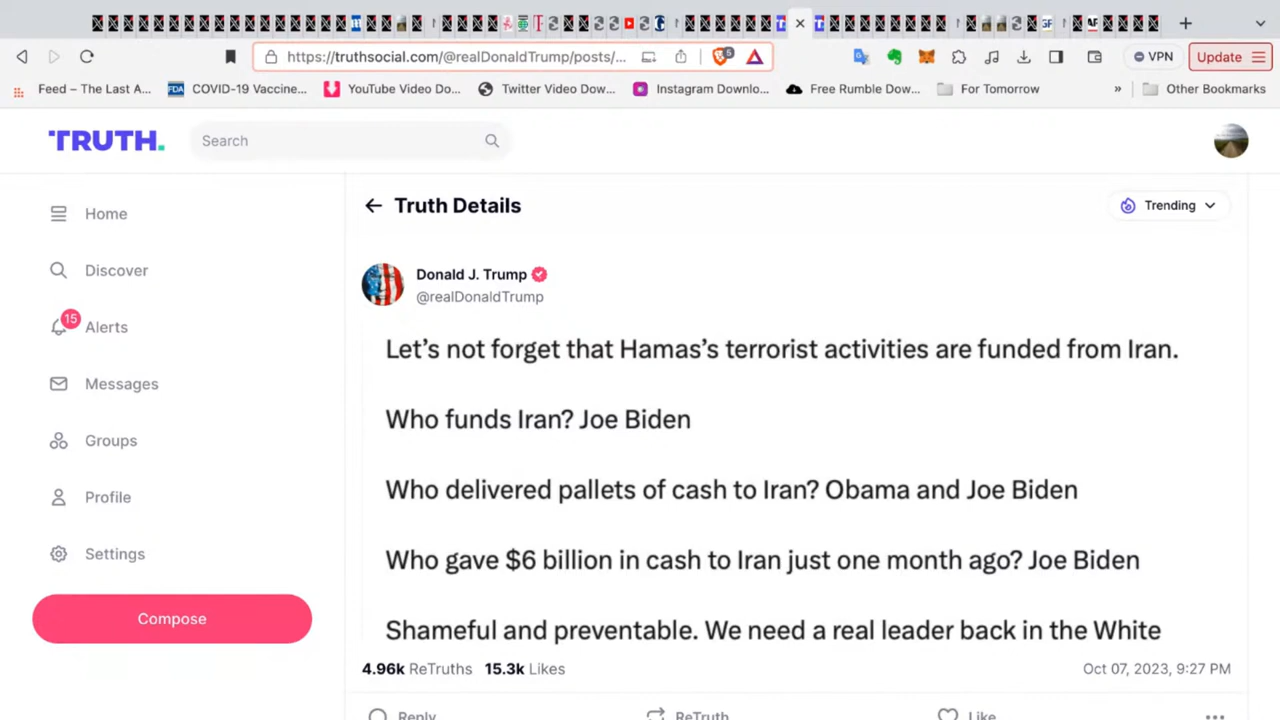 https://truthsocial.com/@realDonaldTrump/posts/...
5
VPN
Update
Feed – The Last A...
FDA
COVID-19 Vaccine...
YouTube Video Do...
Twitter Video Dow...
Instagram Downlo...
Free Rumble Dow...
For Tomorrow
»
Other Bookmarks
TRUTH.
Search
Home
Discover
15
Alerts
Messages
Groups
Profile
Settings
Compose
Truth Details
Trending
Donald J. Trump
@realDonaldTrump
Let’s not forget that Hamas’s terrorist activities are funded from Iran.
Who funds Iran? Joe Biden
Who delivered pallets of cash to Iran? Obama and Joe Biden
Who gave $6 billion in cash to Iran just one month ago? Joe Biden
Shameful and preventable. We need a real leader back in the White
4.96k ReTruths 15.3k Likes
Oct 07, 2023, 9:27 PM
Reply
ReTruth
Like